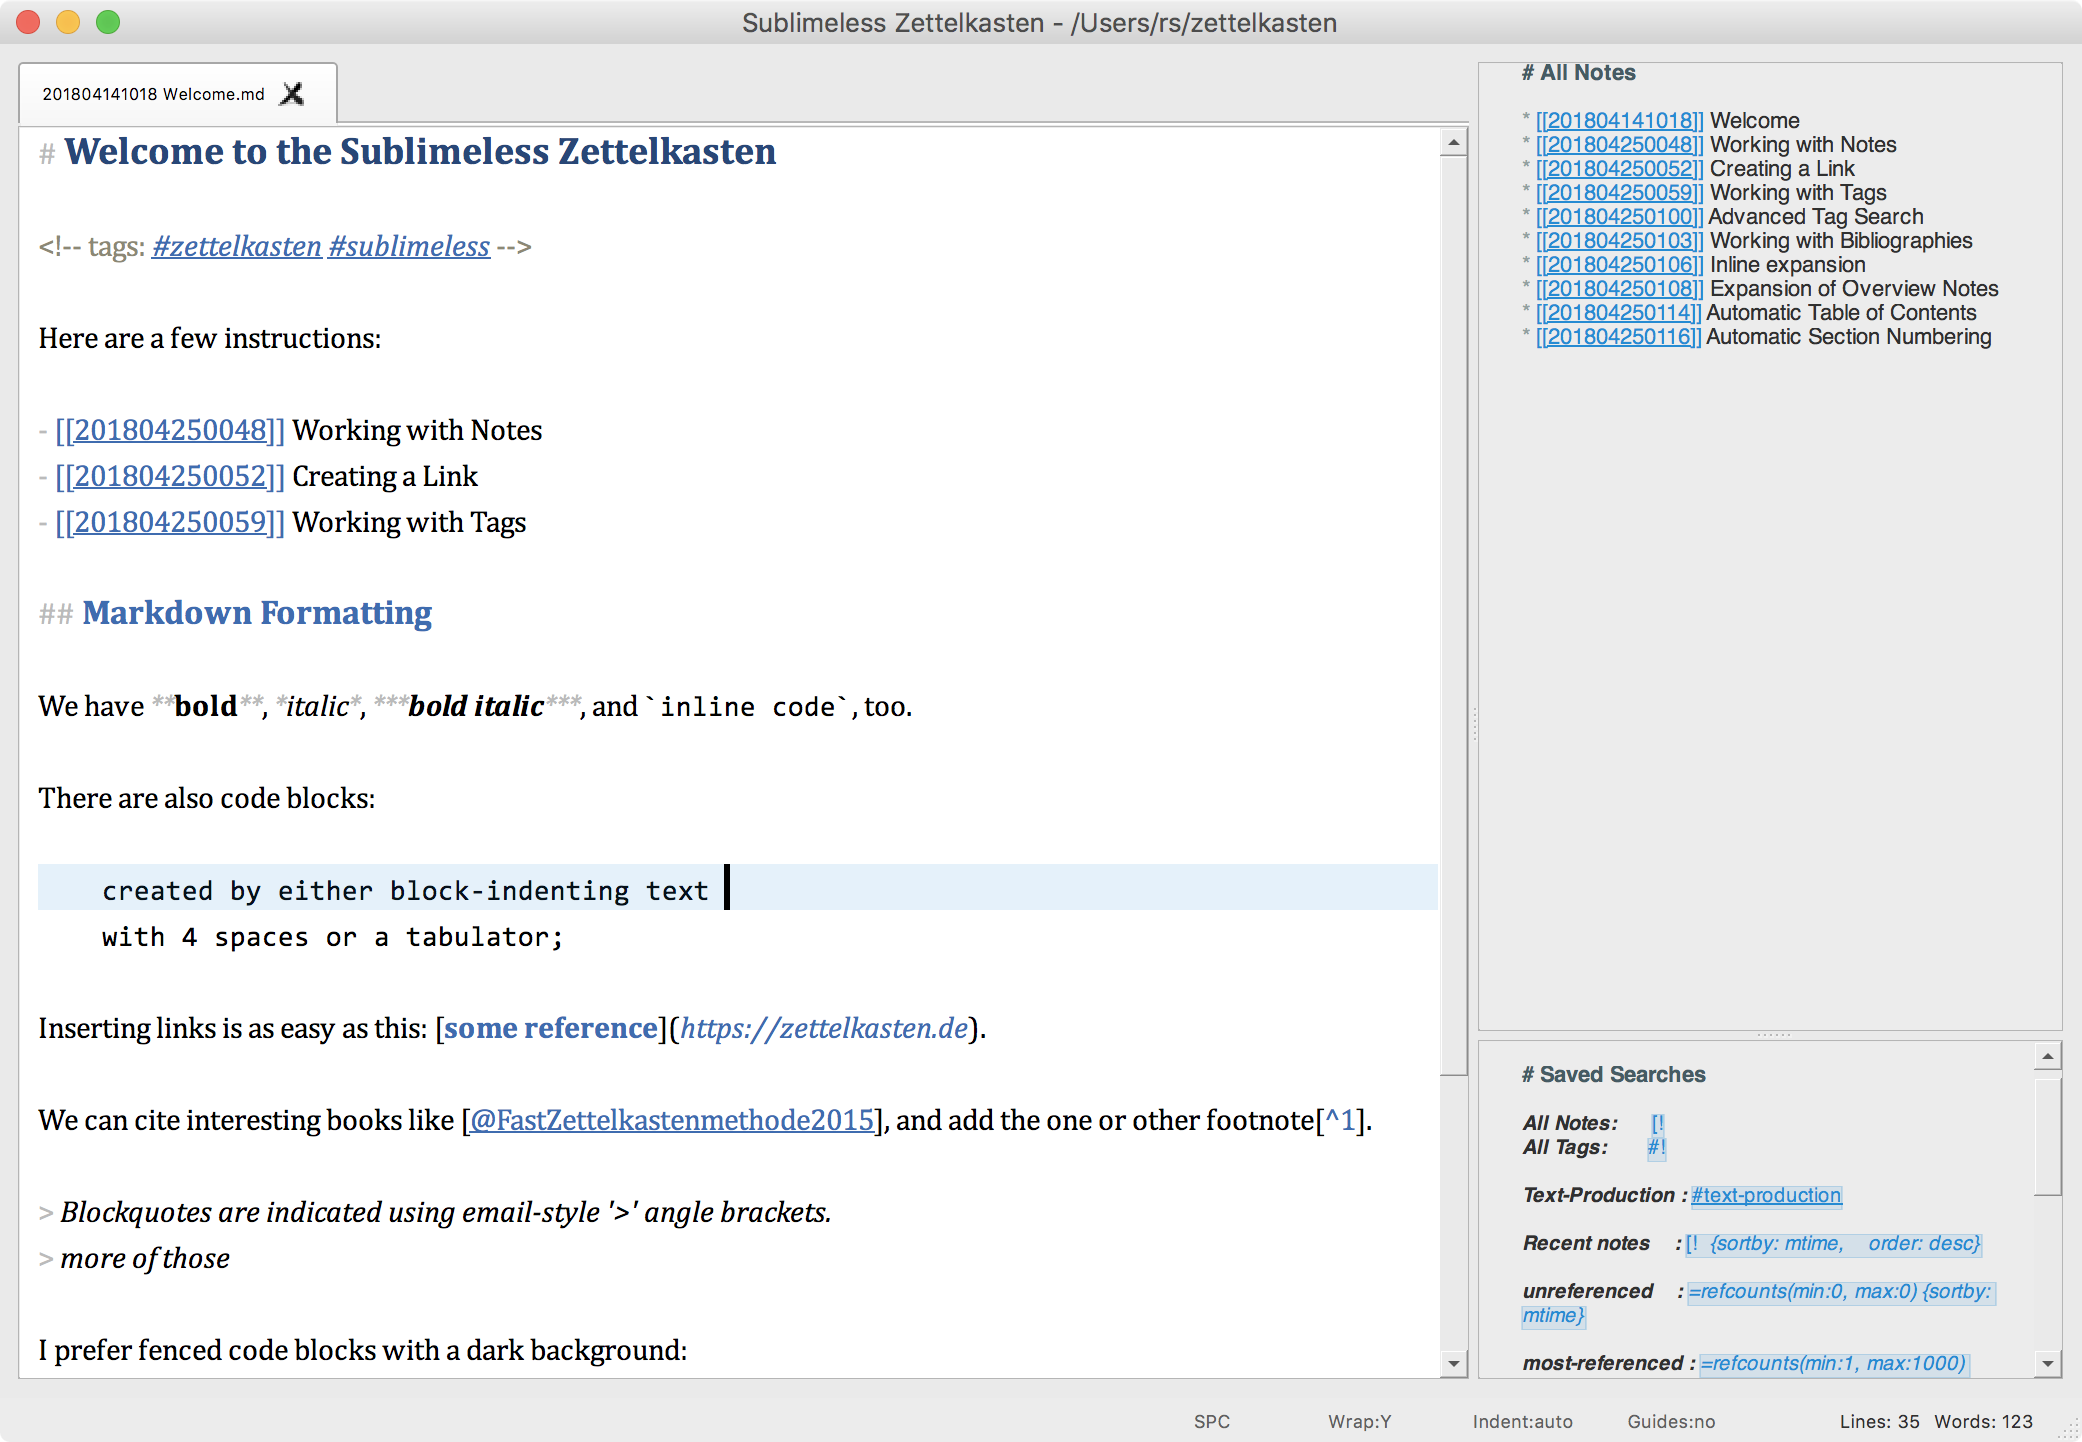 Sublimeless Zettelkasten - /Users/rs/zettelkasten
201804141018 Welcome.md
# Welcome to the Sublimeless Zettelkasten
<!-- tags: #zettelkasten #sublimeless -->
Here are a few instructions:
- [[201804250048]] Working with Notes
- [[201804250052]] Creating a Link
- [[201804250059]] Working with Tags
## Markdown Formatting
We have **bold**, *italic*, ***bold italic***, and `inline code`, too.
There are also code blocks:
created by either block-indenting text
with 4 spaces or a tabulator;
Inserting links is as easy as this: [some reference](https://zettelkasten.de).
We can cite interesting books like [@FastZettelkastenmethode2015], and add the one or other footnote[^1].
> Blockquotes are indicated using email-style '>' angle brackets.
> more of those
I prefer fenced code blocks with a dark background:
# All Notes
* [[201804141018]] Welcome
* [[201804250048]] Working with Notes
* [[201804250052]] Creating a Link
* [[201804250059]] Working with Tags
* [[201804250100]] Advanced Tag Search
* [[201804250103]] Working with Bibliographies
* [[201804250106]] Inline expansion
* [[201804250108]] Expansion of Overview Notes
* [[201804250114]] Automatic Table of Contents
* [[201804250116]] Automatic Section Numbering
# Saved Searches
All Notes: [!
All Tags: #!
Text-Production : #text-production
Recent notes : [! {sortby: mtime, order: desc}
unreferenced : =refcounts(min:0, max:0) {sortby:
mtime}
most-referenced : =refcounts(min:1, max:1000)
SPC Wrap:Y Indent:auto Guides:no Lines: 35 Words: 123